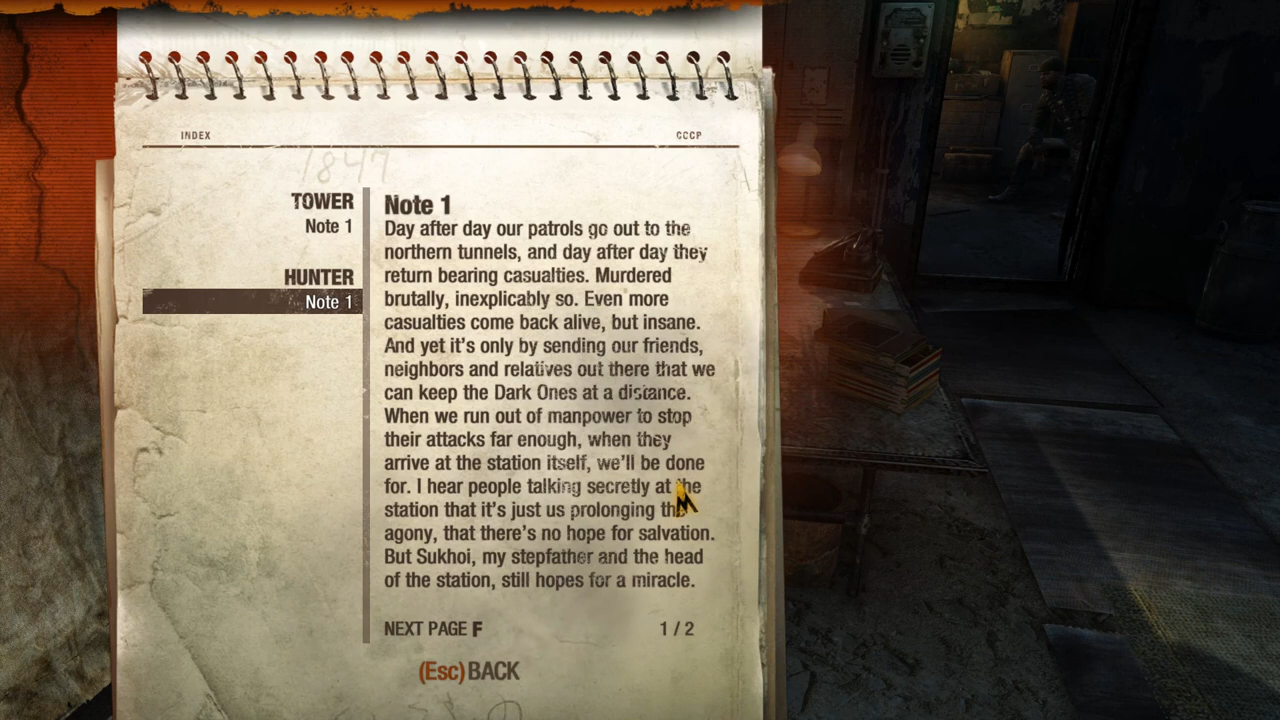 INDEX
CCCP
1847
TOWER
Note 1
HUNTER
Note 1
Note 1
Day after day our patrols go out to the
northern tunnels, and day after day they
return bearing casualties. Murdered
brutally, inexplicably so. Even more
casualties come back alive, but insane.
And yet it's only by sending our friends,
neighbors and relatives out there that we
can keep the Dark Ones at a distance.
When we run out of manpower to stop
their attacks far enough, when they
arrive at the station itself, we'll be done
for. I hear people talking secretly at the
station that it's just us prolonging the
agony, that there's no hope for salvation.
But Sukhoi, my stepfather and the head
of the station, still hopes for a miracle.
NEXT PAGE F
1 / 2
(Esc) BACK